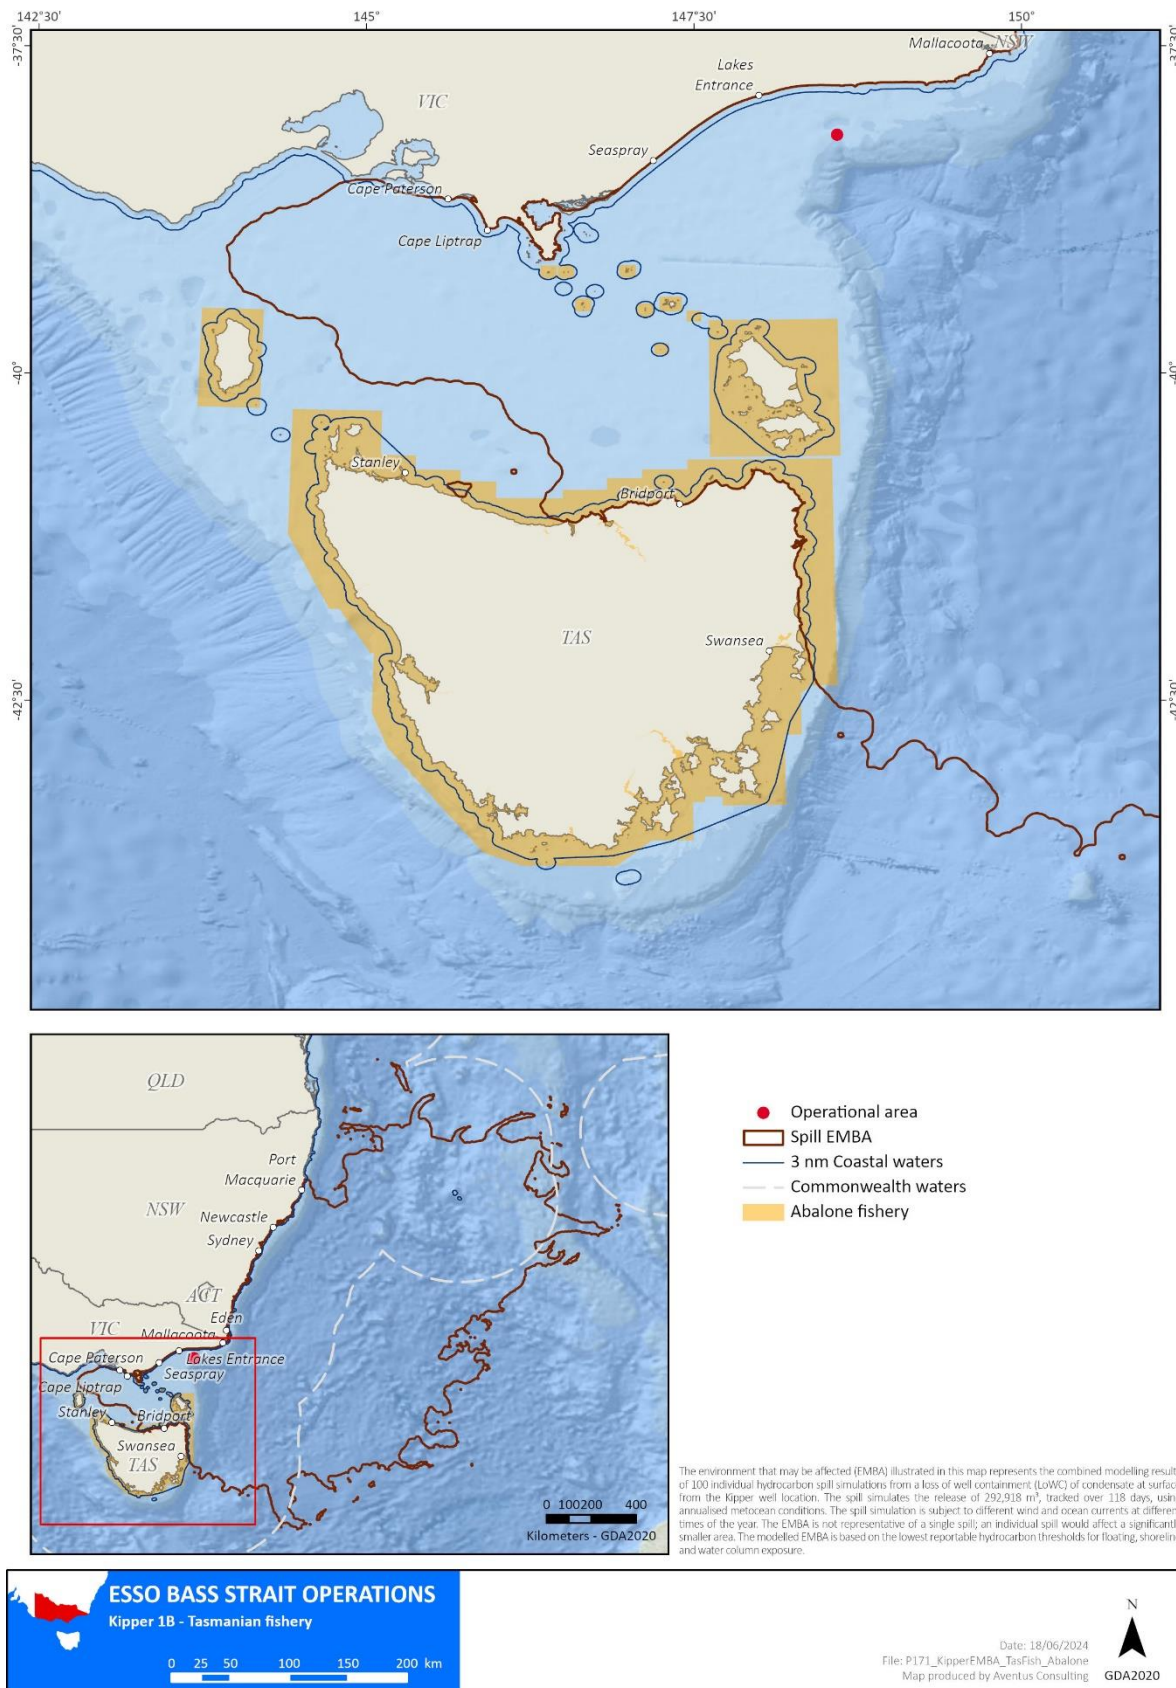 142°30'
145°
147°30'
150°
-37°30'
-37°30'
Mallacoota
NSW
Lakes
Entrance
VIC
Seaspray
Cape Paterson
Cape Liptrap
-40°
-40°
Stanley
Bridport
TAS
Swansea
-42°30'
-42°30'
QLD
Port
Macquarie
NSW
Newcastle
Sydney
ACT
Eden
VIC
Mallacoota
Cape Paterson
Lakes Entrance
Seaspray
Cape Liptrap
Stanley
Bridport
Swansea
TAS
0 100200 400
Kilometers - GDA2020
Operational area
Spill EMBA
3 nm Coastal waters
Commonwealth waters
Abalone fishery
The environment that may be affected (EMBA) illustrated in this map represents the combined modelling result
of 100 individual hydrocarbon spill simulations from a loss of well containment (LoWC) of condensate at surfac
from the Kipper well location. The spill simulates the release of 292,918 m³, tracked over 118 days, usin
annualised metocean conditions. The spill simulation is subject to different wind and ocean currents at differen
times of the year. The EMBA is not representative of a single spill; an individual spill would affect a significantl
smaller area. The modelled EMBA is based on the lowest reportable hydrocarbon thresholds for floating, shorelin
and water column exposure.
ESSO BASS STRAIT OPERATIONS
Kipper 1B - Tasmanian fishery
0 25 50 100 150 200 km
N
Date: 18/06/2024
File: P171_KipperEMBA_TasFish_Abalone
Map produced by Aventus Consulting
GDA2020